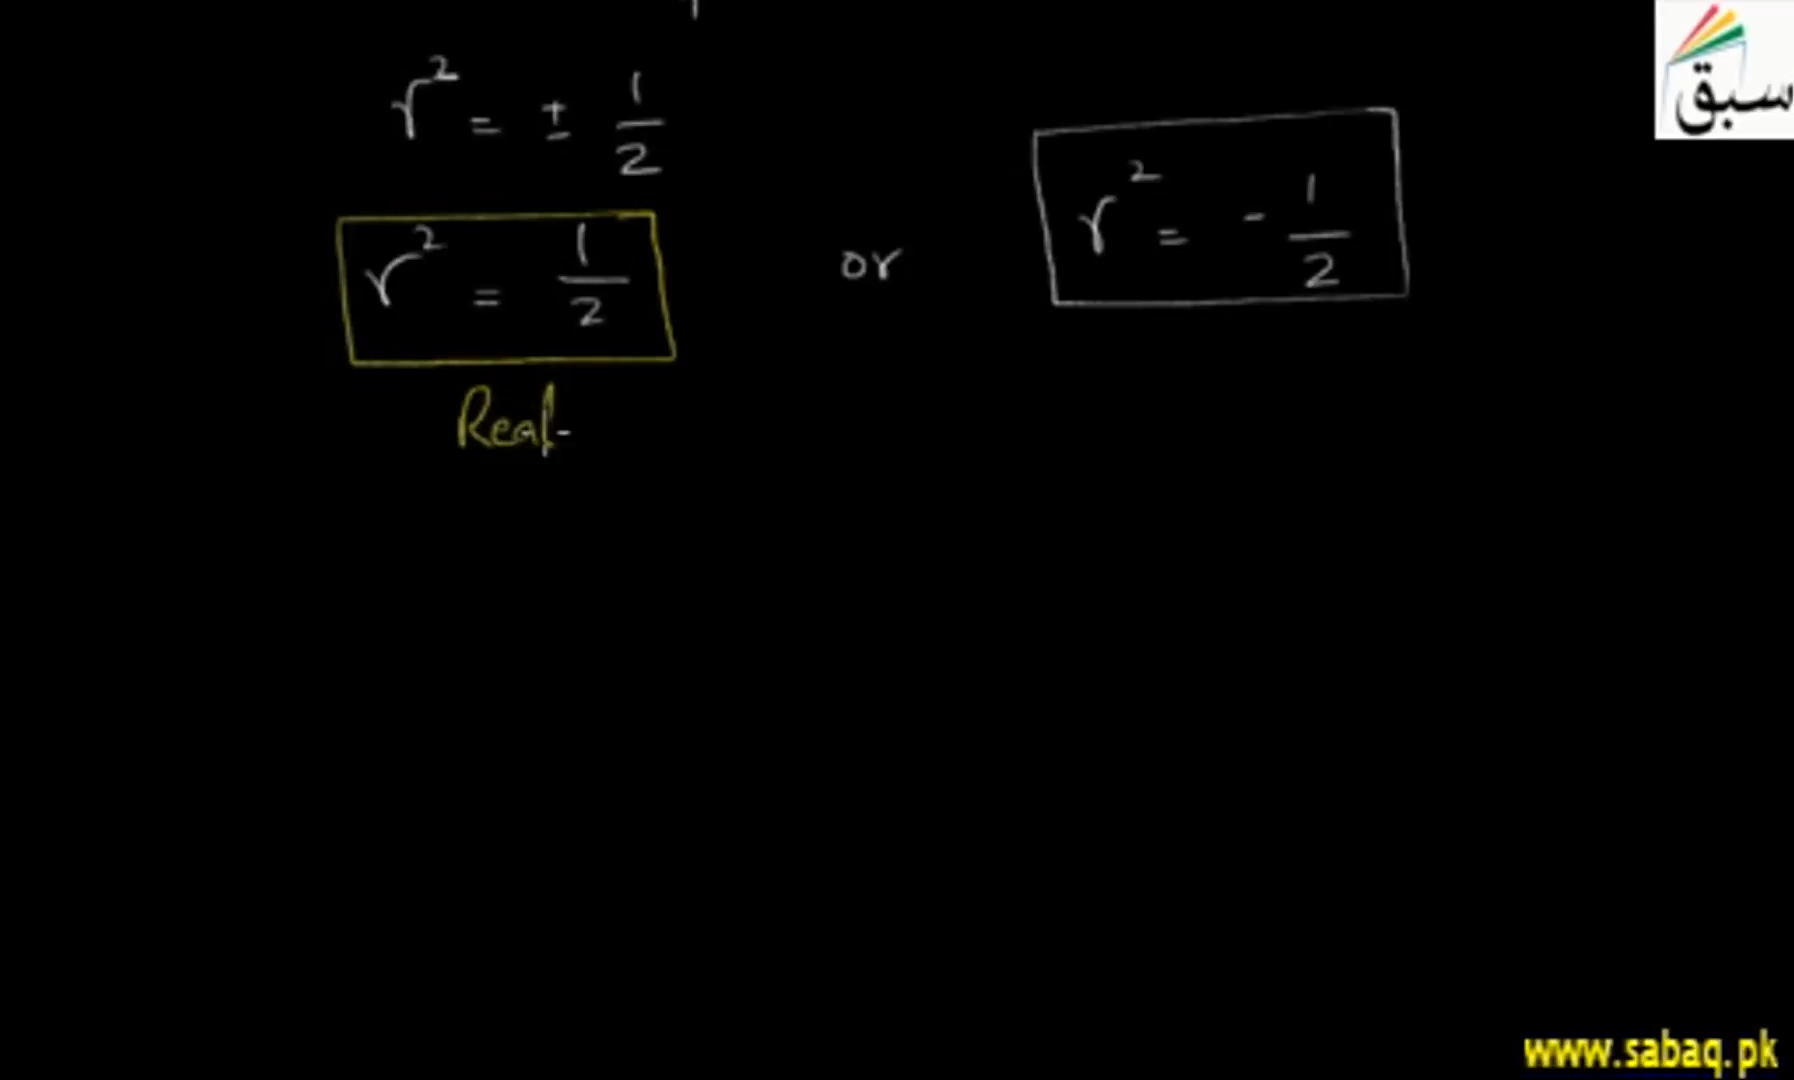 سبق
r² = ± 1/2
r² = 1/2 or r² = - 1/2
Real
www.sabaq.pk